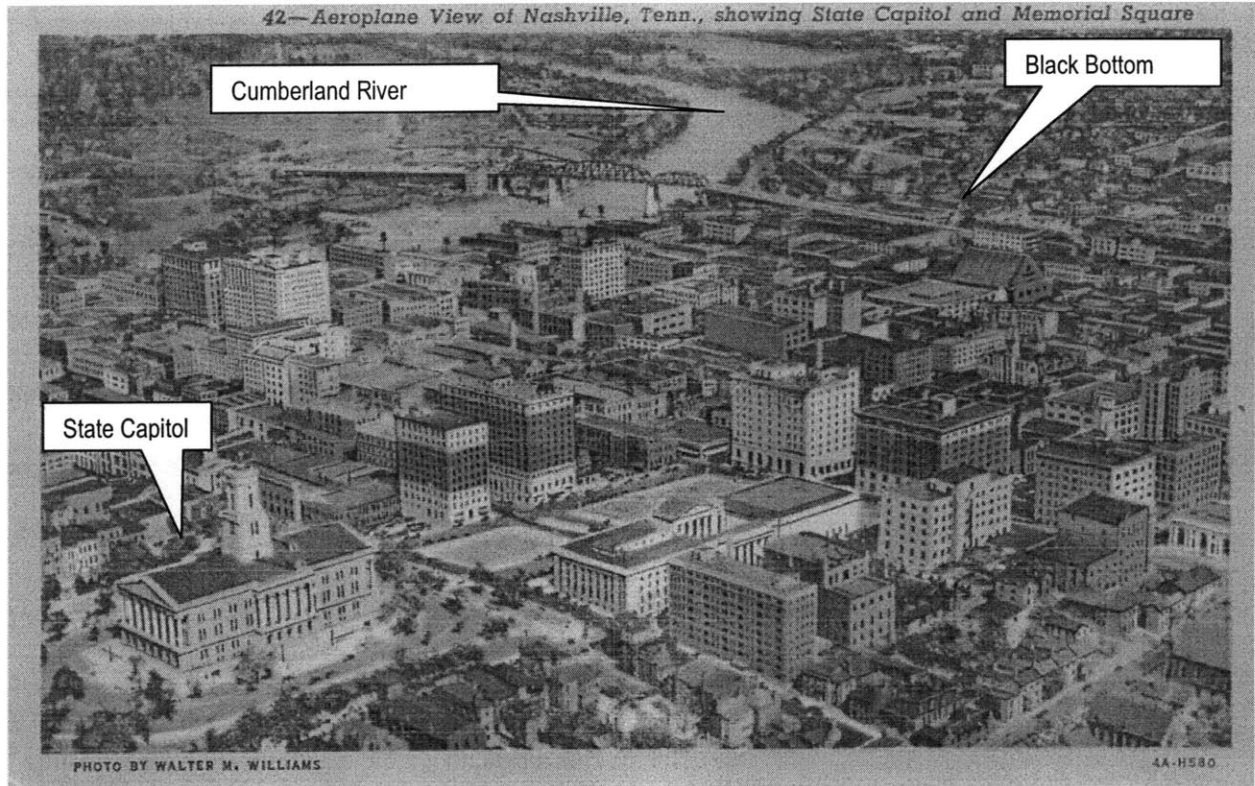 42—Aeroplane View of Nashville, Tenn., showing State Capitol and Memorial Square
Cumberland River
Black Bottom
State Capitol
PHOTO BY WALTER M. WILLIAMS
4A-H580